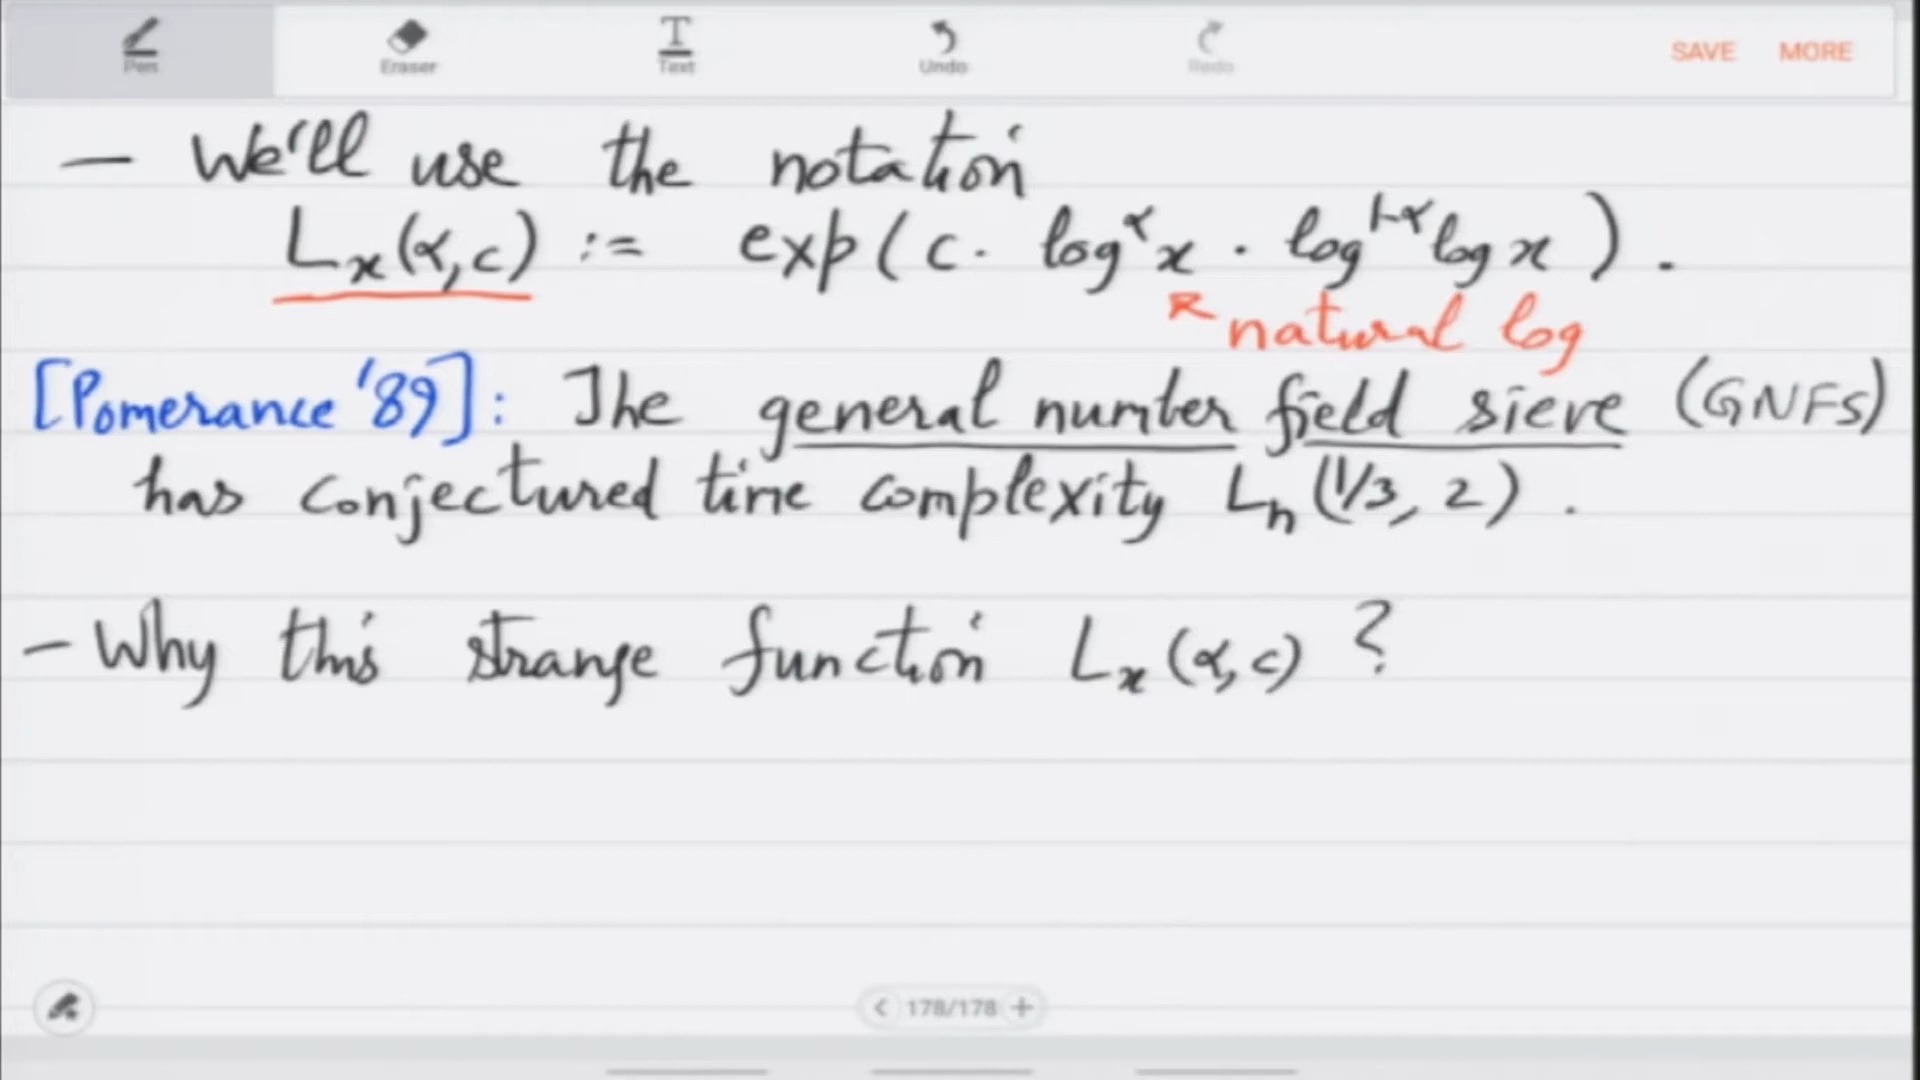 Pen Eraser Text Undo Redo SAVE MORE
— We'll use the notation
Lₓ(α,c) := exp( c. log^α x . log^{1-α} log x ) .
natural log
[Pomerance '89]: The general number field sieve (GNFS)
has conjectured time complexity Lₙ(1/3, 2) .
- Why this strange function Lₓ(α,c) ?
< 178/178 +